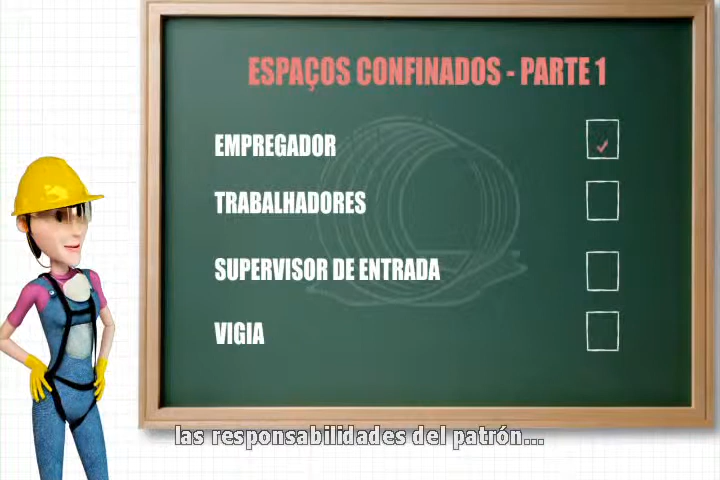 ESPAÇOS CONFINADOS - PARTE 1
EMPREGADOR
TRABALHADORES
SUPERVISOR DE ENTRADA
VIGIA
las responsabilidades del patrón...